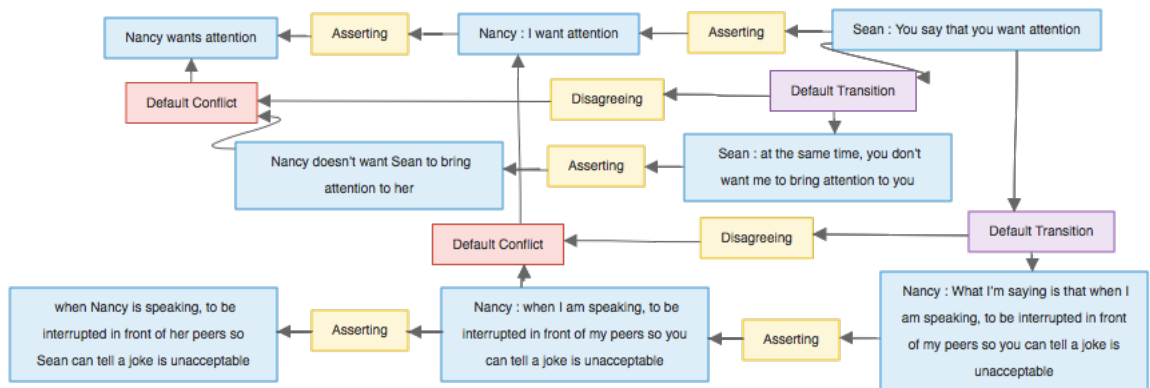 Nancy wants attention
Asserting
Nancy : I want attention
Asserting
Sean : You say that you want attention
Default Conflict
Disagreeing
Default Transition
Nancy doesn't want Sean to bring
attention to her
Asserting
Sean : at the same time, you don't
want me to bring attention to you
Default Conflict
Disagreeing
Default Transition
when Nancy is speaking, to be
interrupted in front of her peers so
Sean can tell a joke is unacceptable
Asserting
Nancy : when I am speaking, to be
interrupted in front of my peers so you
can tell a joke is unacceptable
Asserting
Nancy : What I'm saying is that when I
am speaking, to be interrupted in front
of my peers so you can tell a joke is
unacceptable